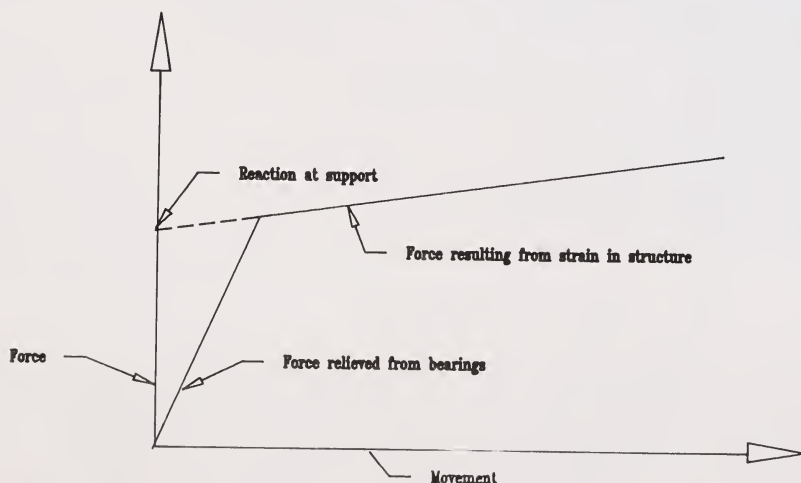 Reaction at support
Force resulting from strain in structure
Force
Force relieved from bearings
Movement